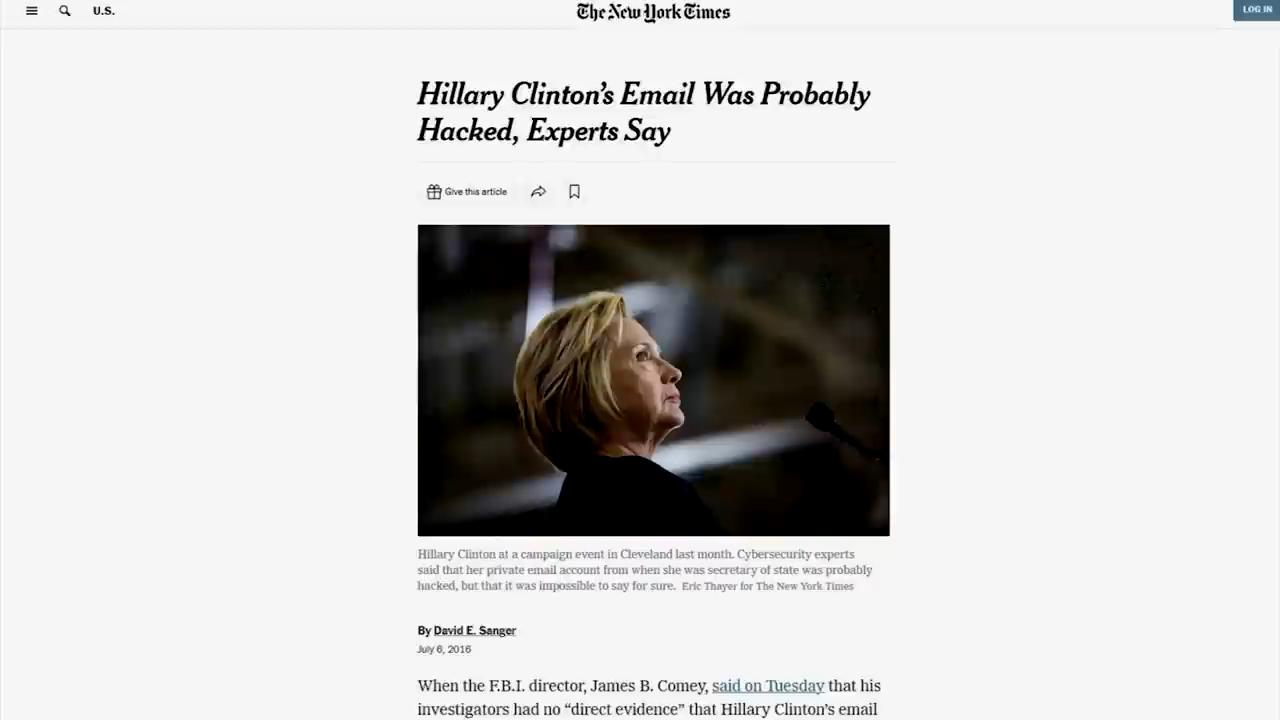 U.S.
The New York Times
LOG IN
Hillary Clinton’s Email Was Probably
Hacked, Experts Say
Give this article
Hillary Clinton at a campaign event in Cleveland last month. Cybersecurity experts
said that her private email account from when she was secretary of state was probably
hacked, but that it was impossible to say for sure. Eric Thayer for The New York Times
By David E. Sanger
July 6, 2016
When the F.B.I. director, James B. Comey, said on Tuesday that his
investigators had no “direct evidence” that Hillary Clinton’s email